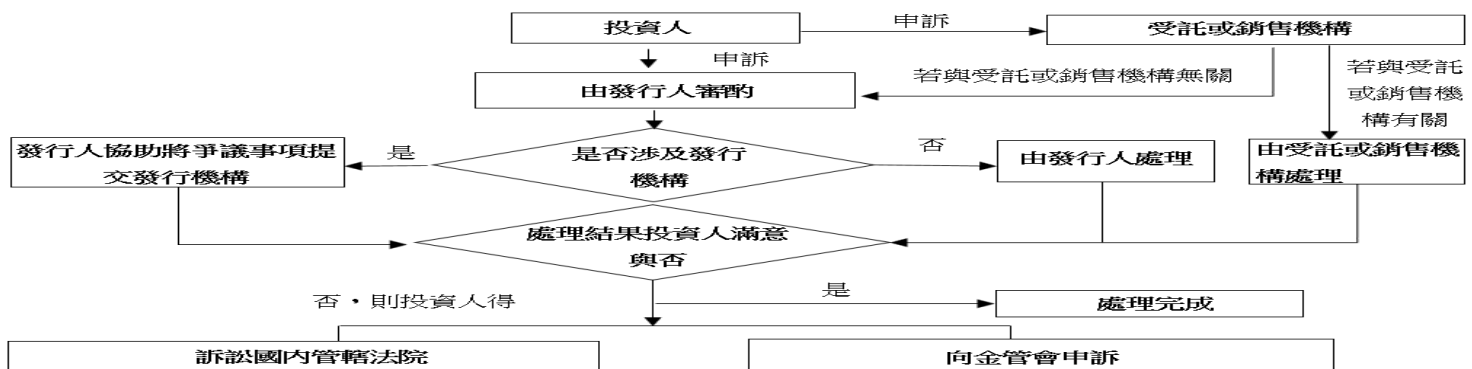 投資人
申訴
受託或銷售機構
申訴
若與受託或銷售機構無關
若與受託
或銷售機
構有關
由發行人審酌
發行人協助將爭議事項提
交發行機構
是
是否涉及發行
機構
否
由發行人處理
由受託或銷售機
構處理
處理結果投資人滿意
與否
否，則投資人得
是
處理完成
訴訟國內管轄法院
向金管會申訴